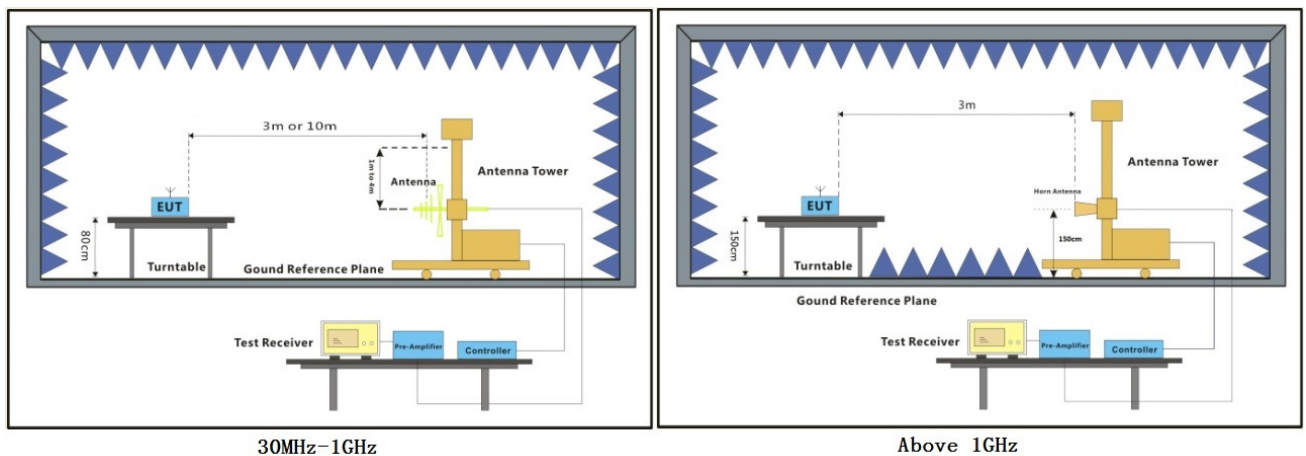 3m or 10m
1m to 4m
Antenna
Antenna Tower
EUT
80cm
Turntable
Gound Reference Plane
Test Receiver
Pre-Amplifier
Controller
30MHz-1GHz
3m
Antenna Tower
Horn Antenna
EUT
150cm
150cm
Turntable
Gound Reference Plane
Test Receiver
Pre-Amplifier
Controller
Above 1GHz